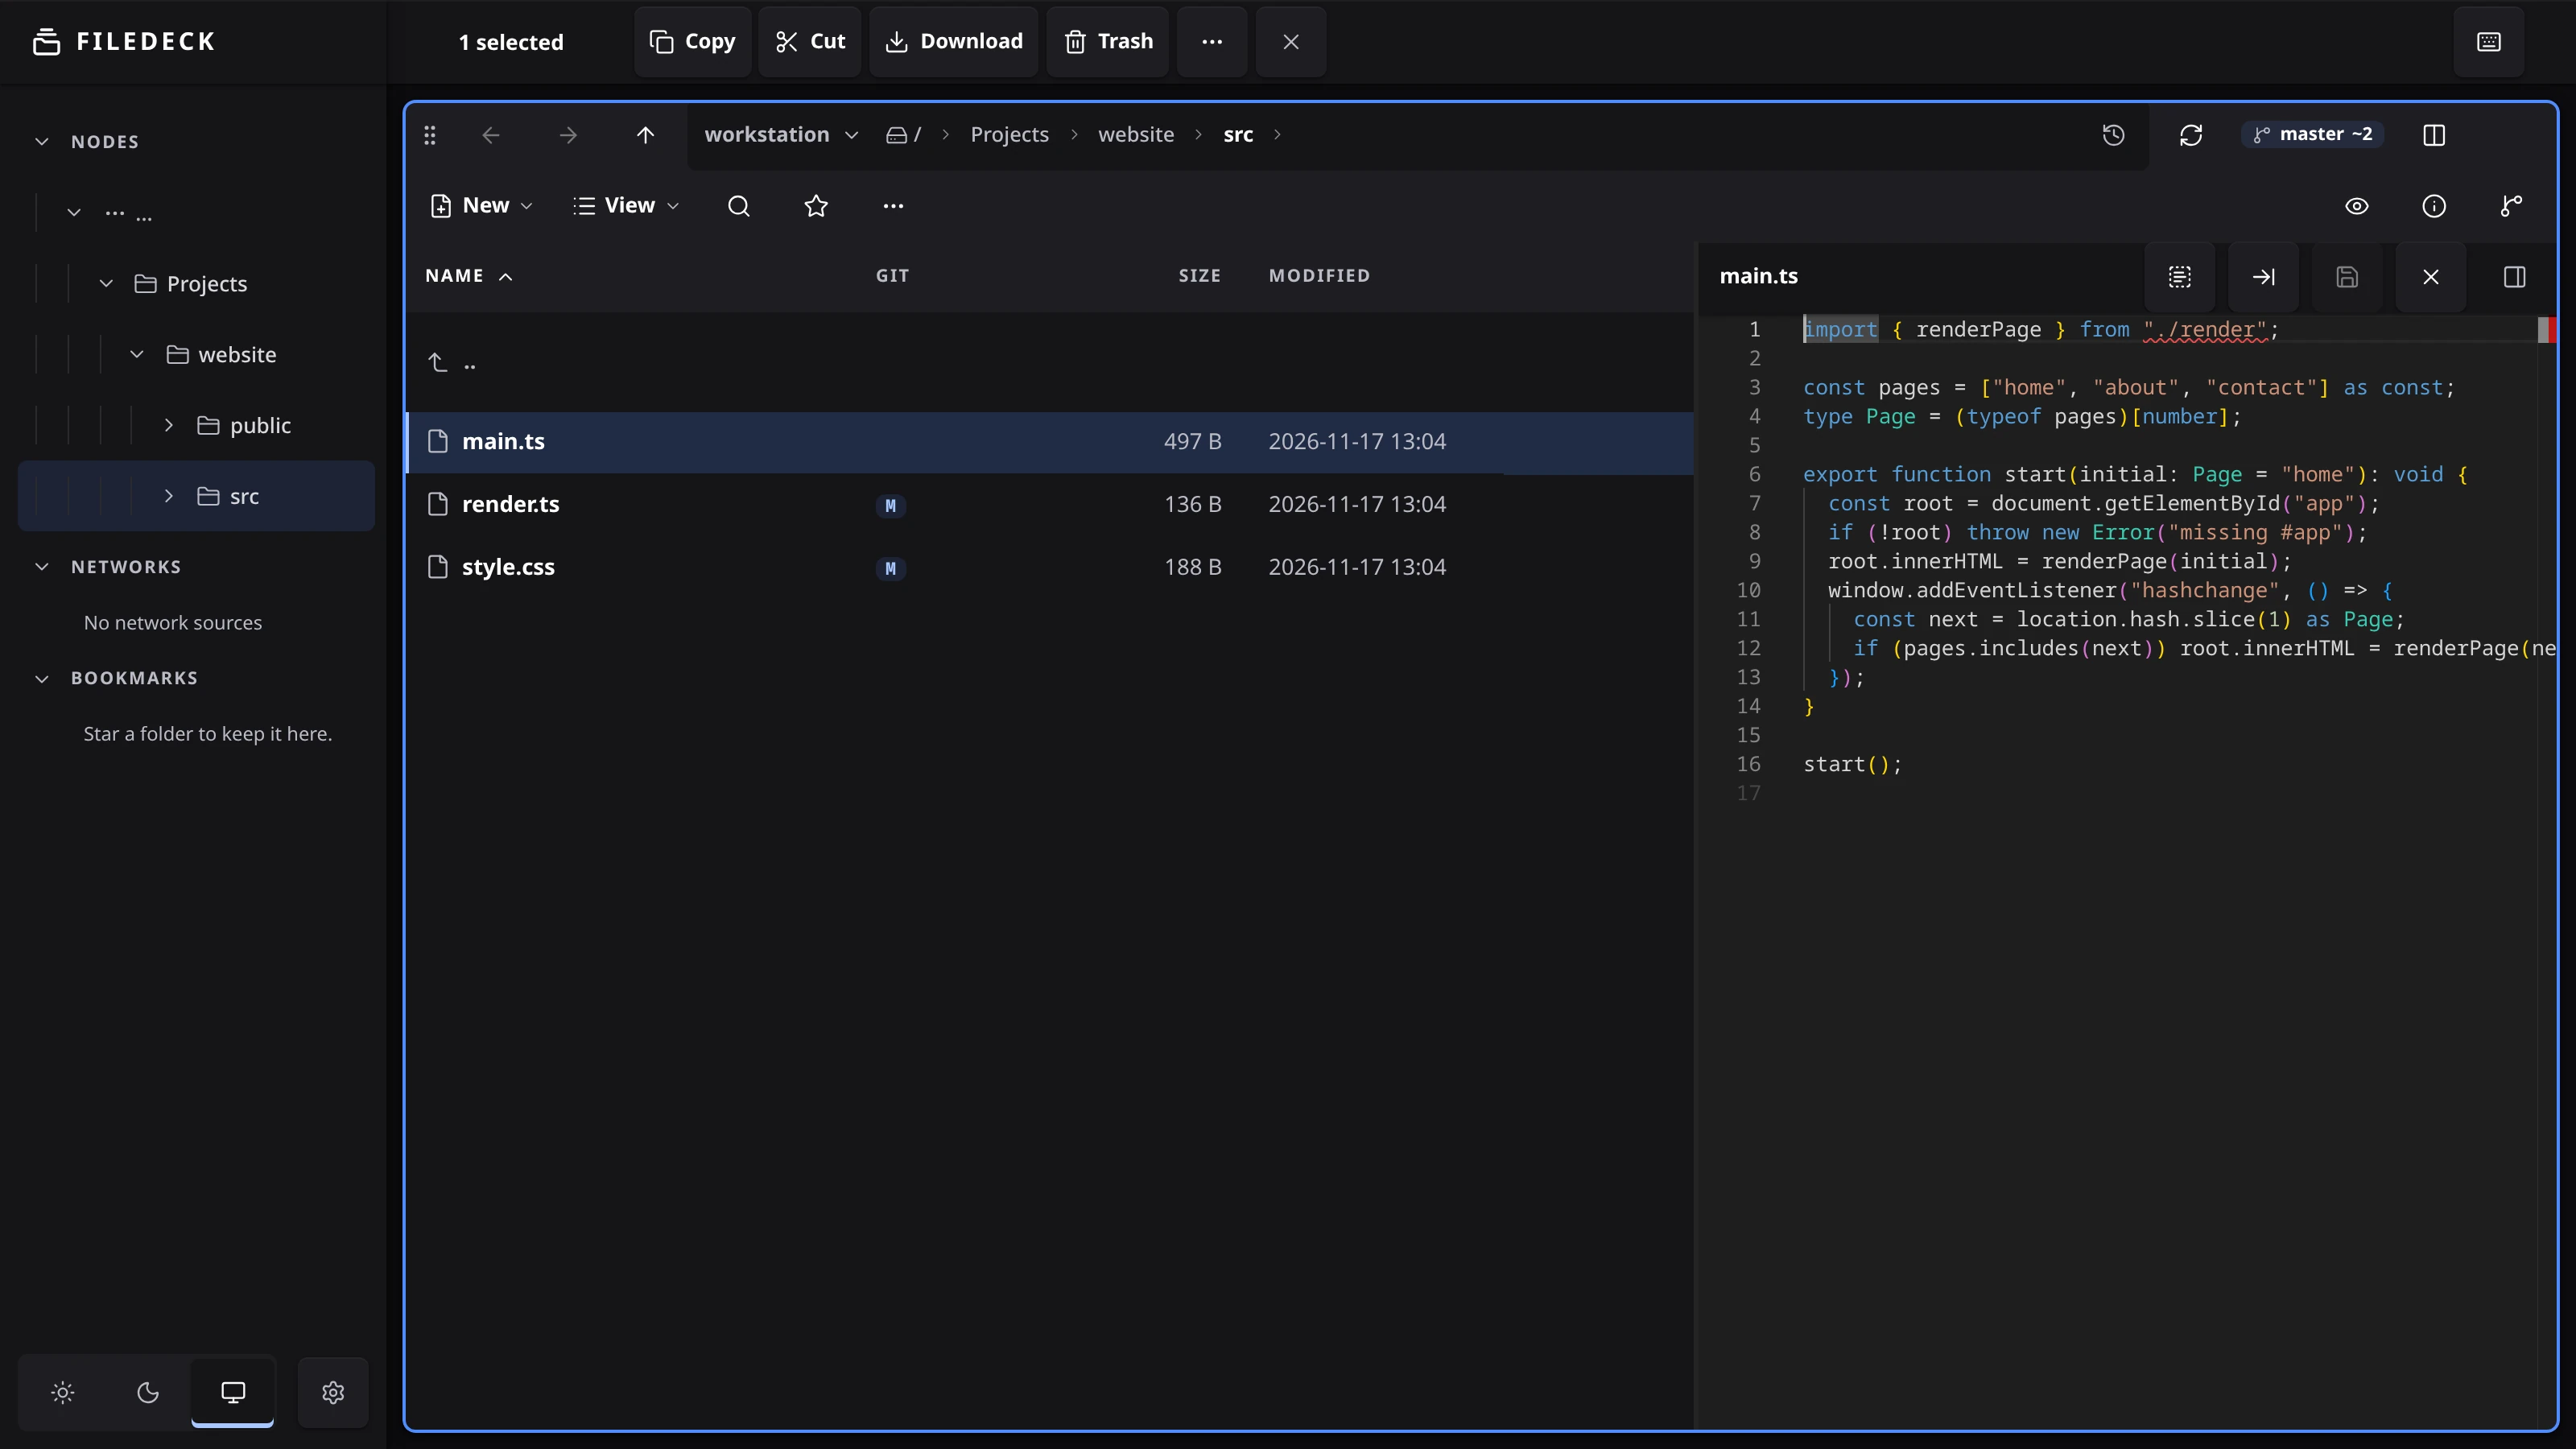 FILEDECK
1 selected
Copy
Cut
Download
Trash
NODES
...
Projects
website
public
src
NETWORKS
No network sources
BOOKMARKS
Star a folder to keep it here.
workstation / Projects website src
master ~2
New
View
NAME GIT SIZE MODIFIED
..
main.ts 497 B 2026-11-17 13:04
render.ts M 136 B 2026-11-17 13:04
style.css M 188 B 2026-11-17 13:04
main.ts
1 import { renderPage } from "./render";
2
3 const pages = ["home", "about", "contact"] as const;
4 type Page = (typeof pages)[number];
5
6 export function start(initial: Page = "home"): void {
7 const root = document.getElementById("app");
8 if (!root) throw new Error("missing #app");
9 root.innerHTML = renderPage(initial);
10 window.addEventListener("hashchange", () => {
11 const next = location.hash.slice(1) as Page;
12 if (pages.includes(next)) root.innerHTML = renderPage(ne
13 });
14 }
15
16 start();
17